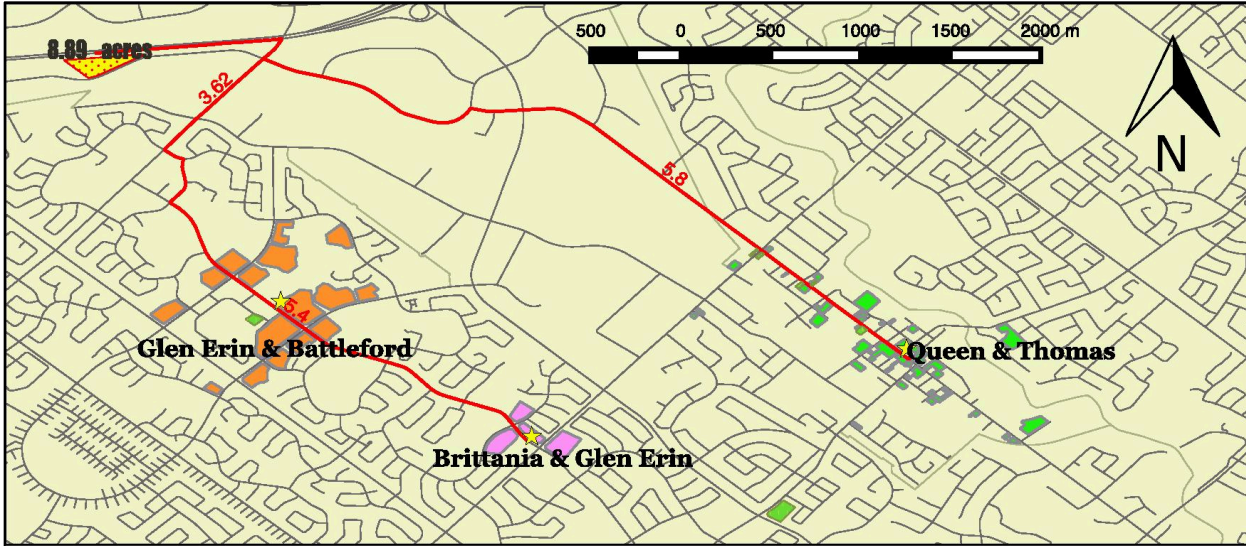 500 0 500 1000 1500 2000 m
8.89 acres
3.62
N
5.8
5.4
Glen Erin & Battleford
Queen & Thomas
Brittania & Glen Erin